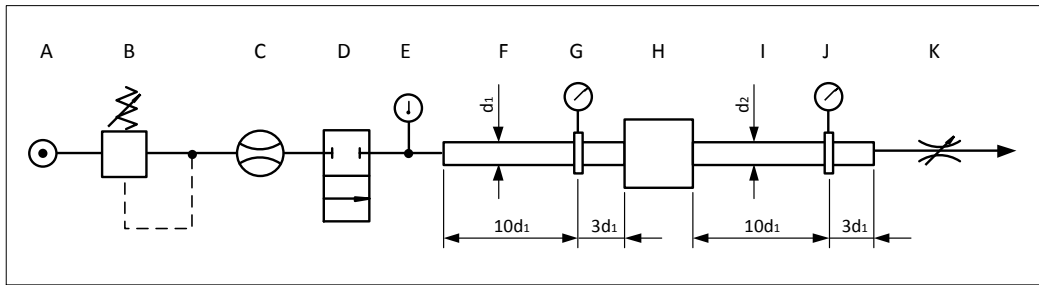 A B C D E F G H I J K
d₁ d₂
10d₁ 3d₁ 10d₁ 3d₁